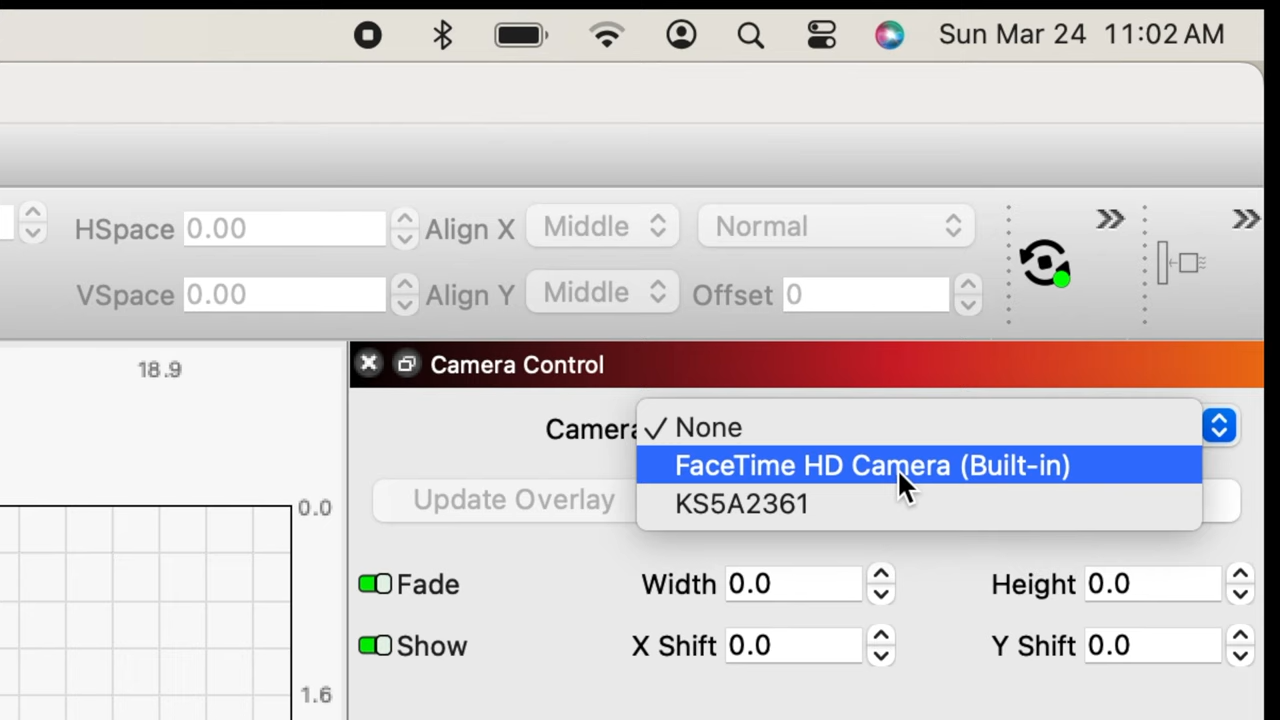 Sun Mar 24 11:02 AM
HSpace 0.00 Align X Middle Normal
VSpace 0.00 Align Y Middle Offset 0
18.9
Camera Control
Camera
None
FaceTime HD Camera (Built-in)
Update Overlay
KS5A2361
0.0
Fade Width 0.0 Height 0.0
Show X Shift 0.0 Y Shift 0.0
1.6